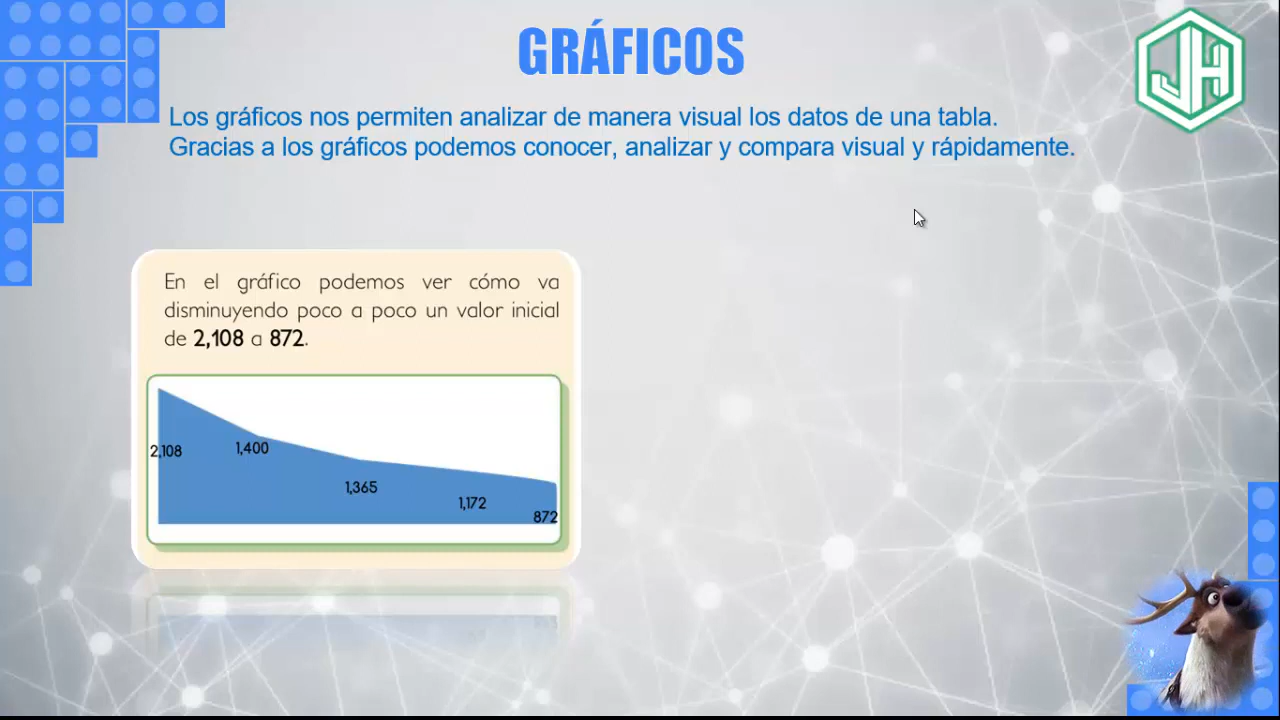 GRÁFICOS
JH
Los gráficos nos permiten analizar de manera visual los datos de una tabla.
Gracias a los gráficos podemos conocer, analizar y compara visual y rápidamente.
En el gráfico podemos ver cómo va
disminuyendo poco a poco un valor inicial
de 2,108 a 872.
2,108
1,400
1,365
1,172
872